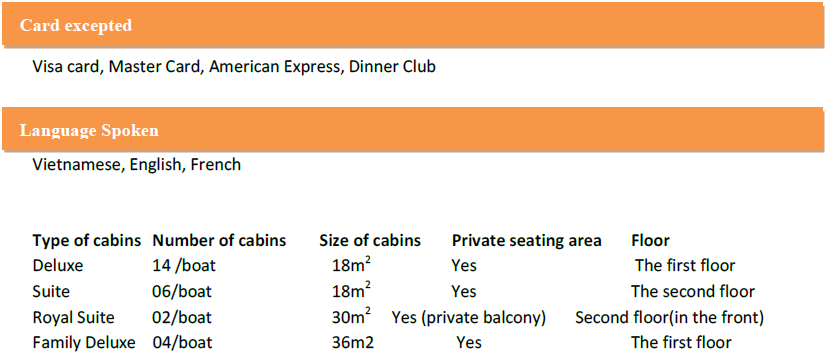 Card excepted
Visa card, Master Card, American Express, Dinner Club
Language Spoken
Vietnamese, English, French
Type of cabins Number of cabins Size of cabins Private seating area Floor
Deluxe 14 /boat 18m² Yes The first floor
Suite 06/boat 18m² Yes The second floor
Royal Suite 02/boat 30m² Yes (private balcony) Second floor(in the front)
Family Deluxe 04/boat 36m2 Yes The first floor